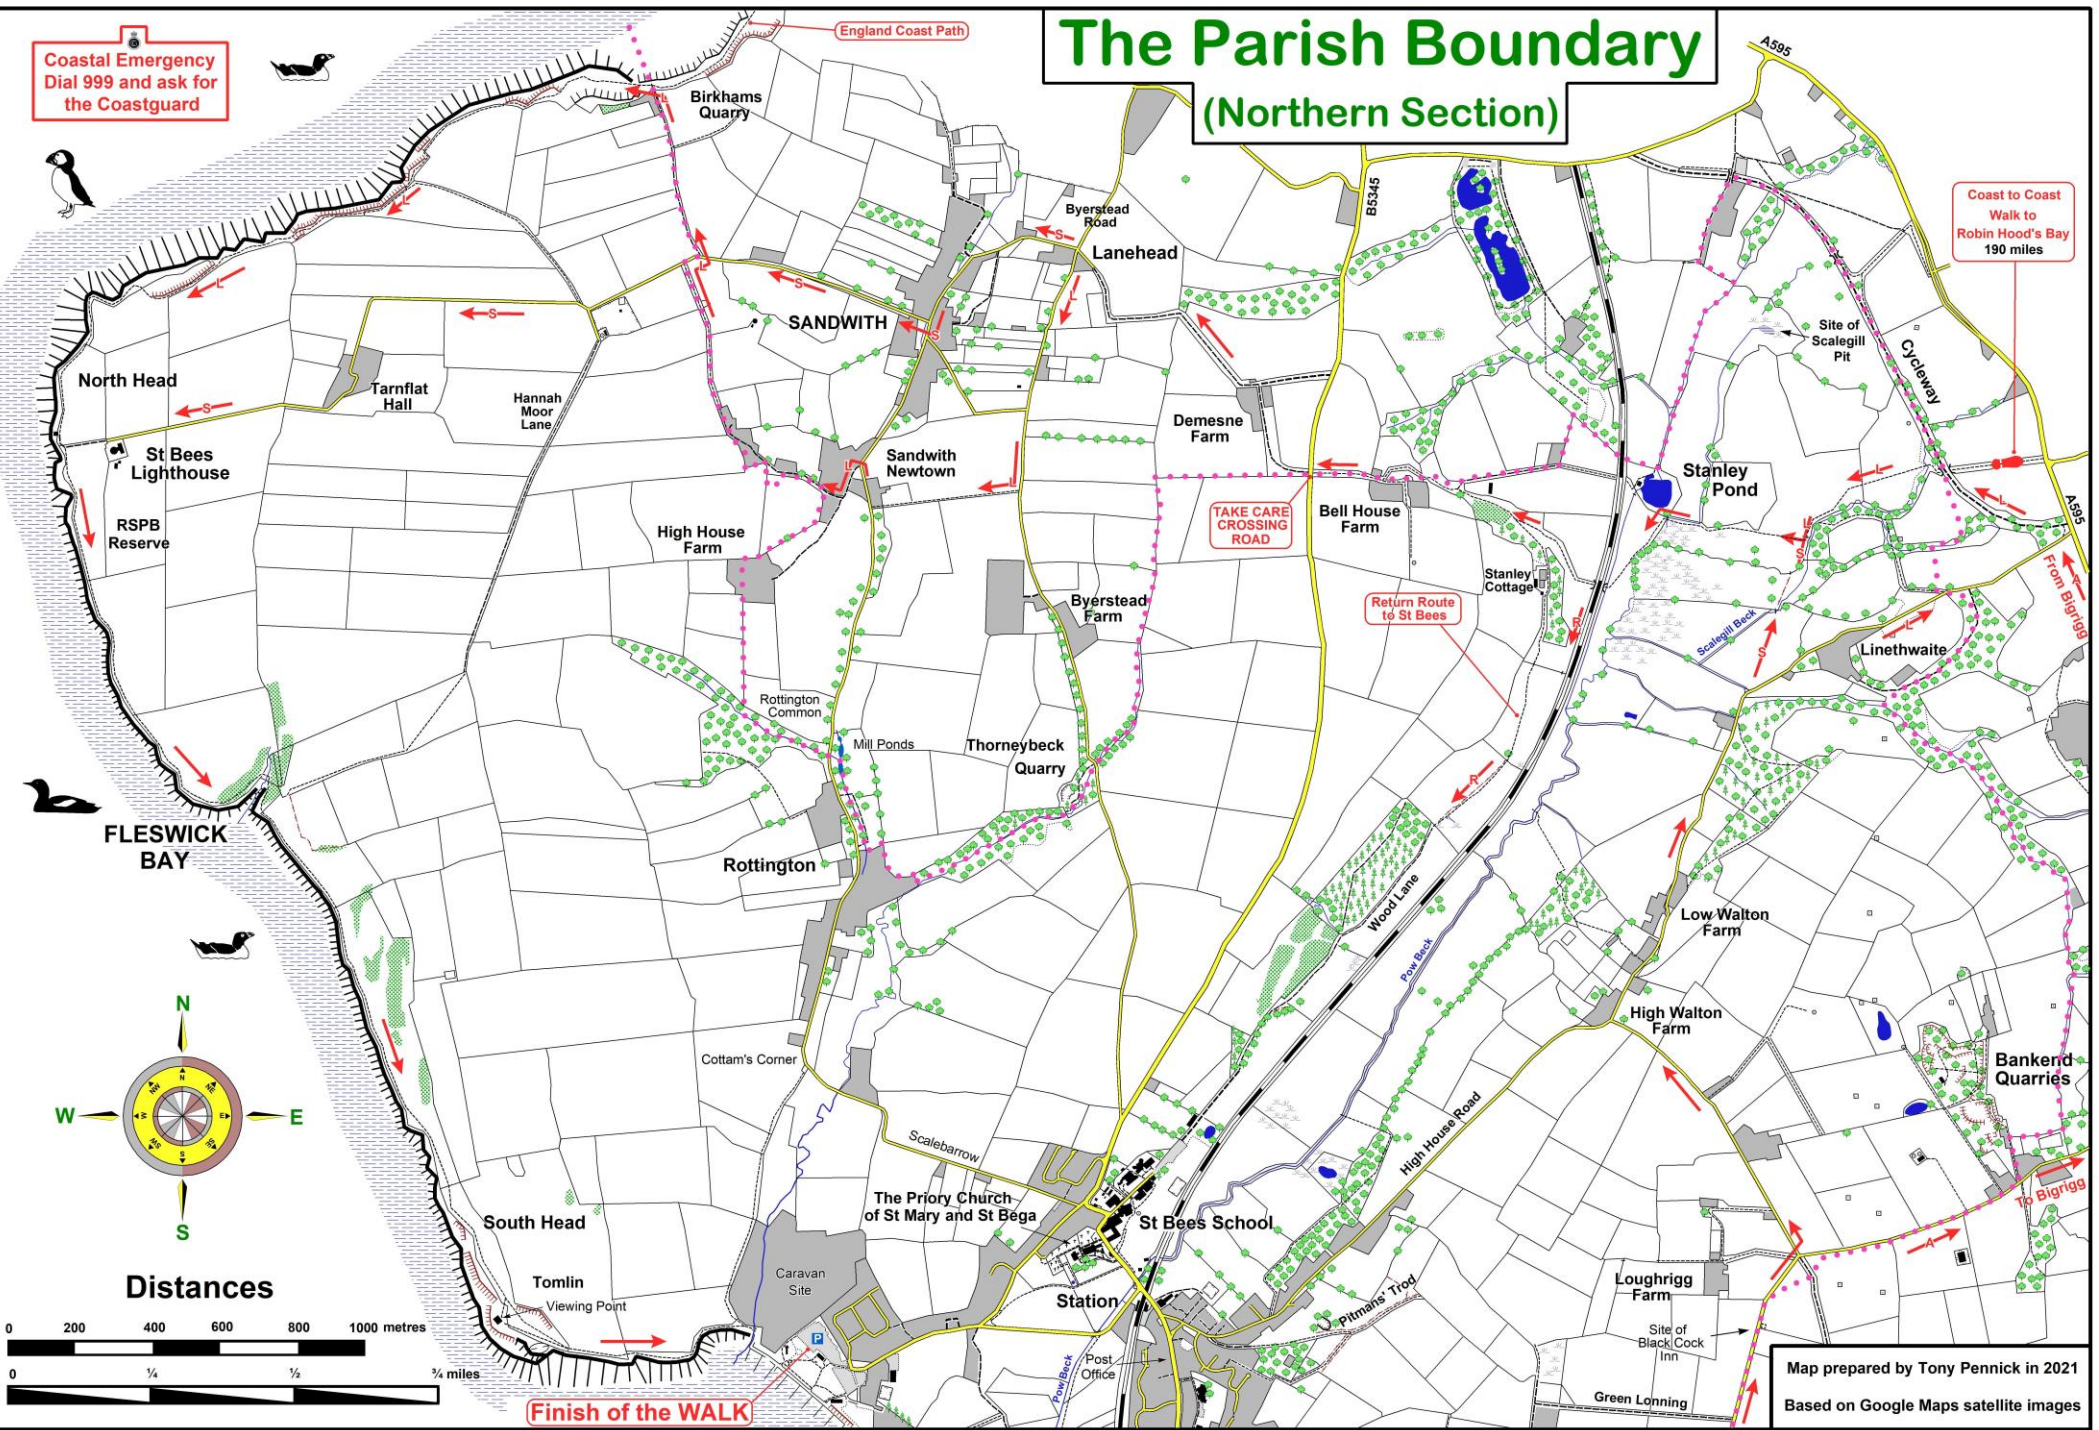 The Parish Boundary
(Northern Section)
Coastal Emergency
Dial 999 and ask for
the Coastguard
England Coast Path
A595
Birkhams
Quarry
B5345
Byerstead
Road
Lanehead
Coast to Coast
Walk to
Robin Hood's Bay
190 miles
L
L
S
L
S
L
S
S
S
L
SANDWITH
Site of
Scalegill
Pit
Cycleway
North Head
Tarnflat
Hall
Hannah
Moor
Lane
S
Demesne
Farm
St Bees
Lighthouse
Sandwith
Newtown
L
L
Stanley
Pond
L
L
A595
RSPB
Reserve
High House
Farm
TAKE CARE
CROSSING
ROAD
Bell House
Farm
L
S
From Bigrigg
A
Stanley
Cottage
Return Route
to St Bees
Byerstead
Farm
R
Scalegill Beck
S
L
Linethwaite
Rottington
Common
Mill Ponds
Thorneybeck
Quarry
R
FLESWICK
BAY
Rottington
Wood Lane
Pow Beck
Low Walton
Farm
High Walton
Farm
Bankend
Quarries
N
NE
E
SE
S
SW
W
NW
N
W
E
S
Cottam's Corner
Scalebarrow
High House Road
The Priory Church
of St Mary and St Bega
St Bees School
To Bigrigg
A
South Head
Distances
Tomlin
Viewing Point
Caravan
Site
Station
Pitmans' Trod
Loughrigg
Farm
Site of
Black Cock
Inn
0 200 400 600 800 1000 metres
0 ¼ ½ ¾ miles
P
Post
Office
Pow Beck
Finish of the WALK
Green Lonning
Map prepared by Tony Pennick in 2021
Based on Google Maps satellite images